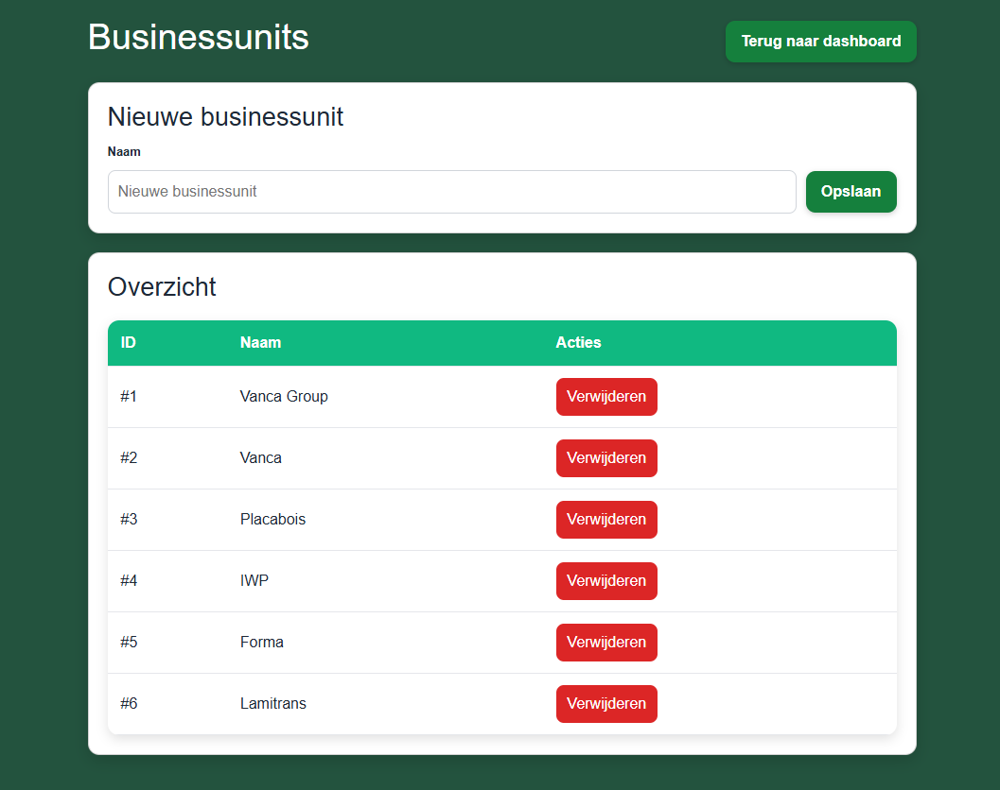 Businessunits
Terug naar dashboard
Nieuwe businessunit
Naam
Nieuwe businessunit
Opslaan
Overzicht
ID Naam Acties
#1 Vanca Group Verwijderen
#2 Vanca Verwijderen
#3 Placabois Verwijderen
#4 IWP Verwijderen
#5 Forma Verwijderen
#6 Lamitrans Verwijderen